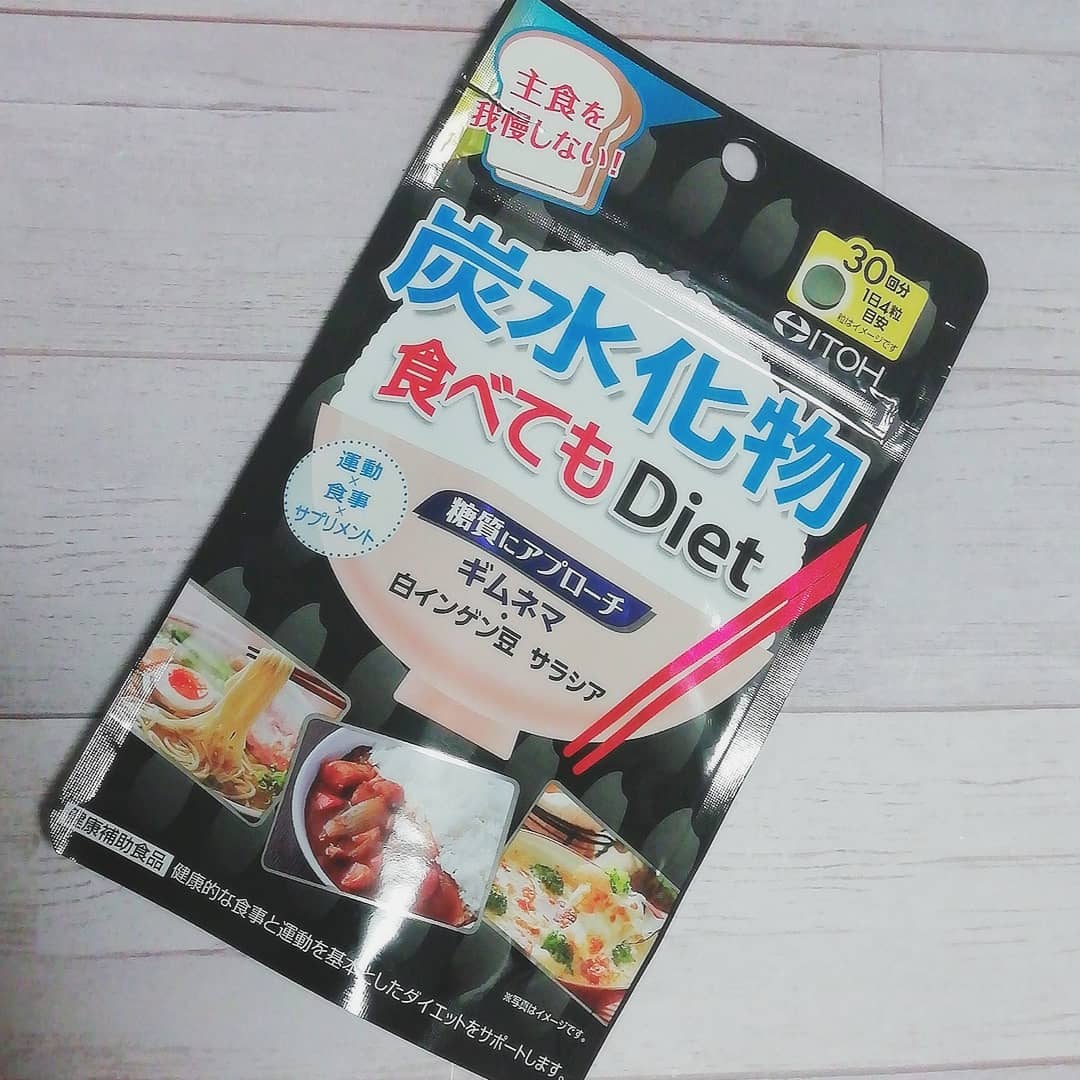 主食を
我慢しない!
30回分
1日4粒
目安
粒はイメージです
ITOH
炭水化物
食べてもDiet
運動
×
食事
×
サプリメント
糖質にアプローチ
ギムネマ
・
白インゲン豆 サラシア
※写真はイメージです。
健康補助食品 健康的な食事と運動を基本としたダイエットをサポートします。